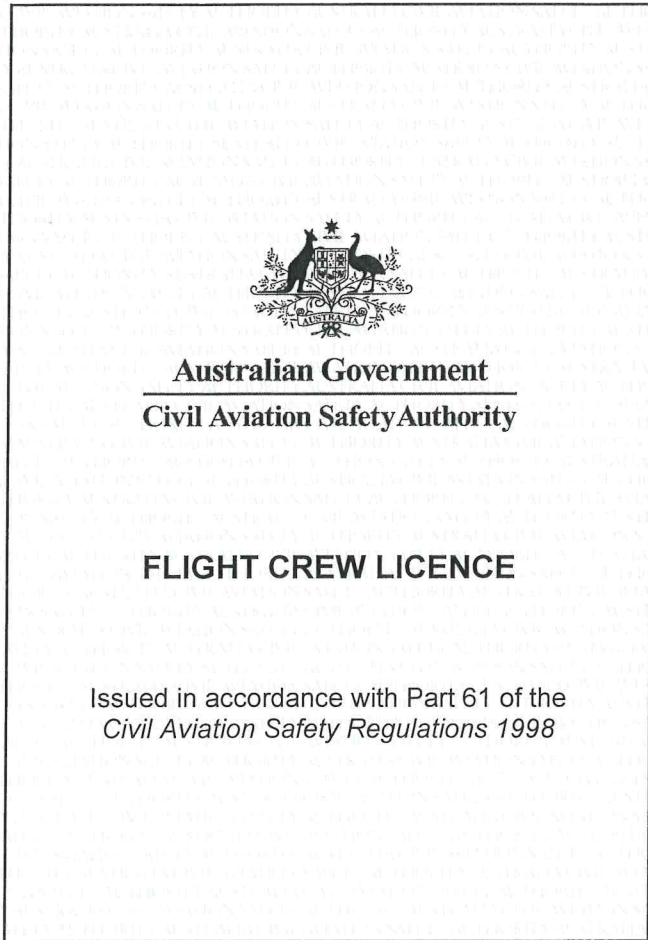 AUSTRALIA
Australian Government
Civil Aviation Safety Authority
FLIGHT CREW LICENCE
Issued in accordance with Part 61 of the
Civil Aviation Safety Regulations 1998